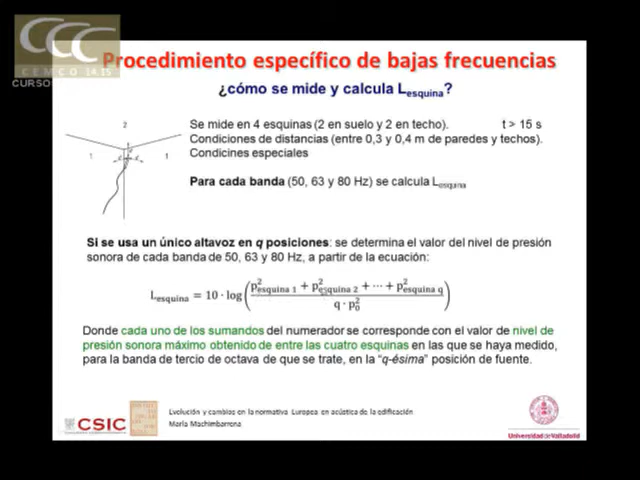 CCC
CEMCO IAIS
CURSO
Procedimiento específico de bajas frecuencias
¿cómo se mide y calcula Lesquina?
2
1
1
Se mide en 4 esquinas (2 en suelo y 2 en techo). t > 15 s
Condiciones de distancias (entre 0,3 y 0,4 m de paredes y techos).
Condicines especiales
Para cada banda (50, 63 y 80 Hz) se calcula Lesquina
Si se usa un único altavoz en q posiciones: se determina el valor del nivel de presión
sonora de cada banda de 50, 63 y 80 Hz, a partir de la ecuación:
Lesquina = 10 · log( (p²esquina 1 + p²esquina 2 + ··· + p²esquina q) / (q · p₀²) )
Donde cada uno de los sumandos del numerador se corresponde con el valor de nivel de
presión sonora máximo obtenido de entre las cuatro esquinas en las que se haya medido,
para la banda de tercio de octava de que se trate, en la “q-ésima” posición de fuente.
CSIC
Evolución y cambios en la normativa Europea en acústica de la edificación
María Machimbarrena
Universidad de Valladolid